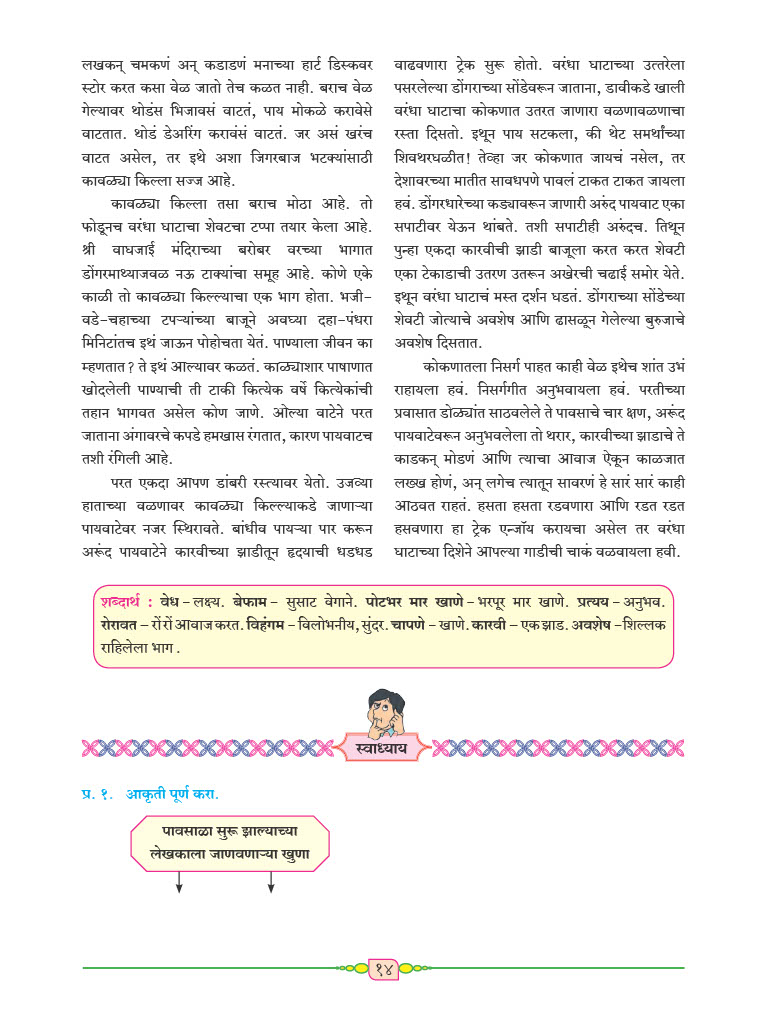 लखकन् चमकणं अन् कडाडणं मनाच्या हार्ट डिस्कवर
स्टोर करत कसा वेळ जातो तेच कळत नाही. बराच वेळ
गेल्यावर थोडंस भिजावसं वाटतं, पाय मोकळे करावेसे
वाटतात. थोडं डेअरिंग करावंसं वाटतं. जर असं खरंच
वाटत असेल, तर इथे अशा जिगरबाज भटक्यांसाठी
कावळ्या किल्ला सज्ज आहे.
कावळ्या किल्ला तसा बराच मोठा आहे. तो
फोडूनच वरंधा घाटाचा शेवटचा टप्पा तयार केला आहे.
श्री वाघजाई मंदिराच्या बरोबर वरच्या भागात
डोंगरमाथ्याजवळ नऊ टाक्यांचा समूह आहे. कोणे एके
काळी तो कावळ्या किल्ल्याचा एक भाग होता. भजी-
वडे-चहाच्या टपऱ्यांच्या बाजूने अवघ्या दहा-पंधरा
मिनिटांतच इथं जाऊन पोहोचता येतं. पाण्याला जीवन का
म्हणतात? ते इथं आल्यावर कळतं. काळ्याशार पाषाणात
खोदलेली पाण्याची ती टाकी कित्येक वर्षे कित्येकांची
तहान भागवत असेल कोण जाणे. ओल्या वाटेने परत
जाताना अंगावरचे कपडे हमखास रंगतात, कारण पायवाटच
तशी रंगिली आहे.
परत एकदा आपण डांबरी रस्त्यावर येतो. उजव्या
हाताच्या वळणावर कावळ्या किल्ल्याकडे जाणाऱ्या
पायवाटेवर नजर स्थिरावते. बांधीव पायऱ्या पार करून
अरूंद पायवाटेने कारवीच्या झाडीतून हृदयाची धडधड
वाढवणारा ट्रेक सुरू होतो. वरंधा घाटाच्या उत्तरेला
पसरलेल्या डोंगराच्या सोंडेवरून जाताना, डावीकडे खाली
वरंधा घाटाचा कोकणात उतरत जाणारा वळणावळणाचा
रस्ता दिसतो. इथून पाय सटकला, की थेट समर्थांच्या
शिवथरघळीत! तेव्हा जर कोकणात जायचं नसेल, तर
देशावरच्या मातीत सावधपणे पावलं टाकत टाकत जायला
हवं. डोंगरधारेच्या कड्यावरून जाणारी अरुंद पायवाट एका
सपाटीवर येऊन थांबते. तशी सपाटीही अरुंदच. तिथून
पुन्हा एकदा कारवीची झाडी बाजूला करत करत शेवटी
एका टेकाडाची उतरण उतरून अखेरची चढाई समोर येते.
इथून वरंधा घाटाचं मस्त दर्शन घडतं. डोंगराच्या सोंडेच्या
शेवटी जोत्याचे अवशेष आणि ढासळून गेलेल्या बुरुजाचे
अवशेष दिसतात.
कोकणातला निसर्ग पाहत काही वेळ इथेच शांत उभं
राहायला हवं. निसर्गगीत अनुभवायला हवं. परतीच्या
प्रवासात डोळ्यांत साठवलेले ते पावसाचे चार क्षण, अरूंद
पायवाटेवरून अनुभवलेला तो थरार, कारवीच्या झाडाचे ते
काडकन् मोडणं आणि त्याचा आवाज ऐकून काळजात
लख्ख होणं, अन् लगेच त्यातून सावरणं हे सारं सारं काही
आठवत राहतं. हसता हसता रडवणारा आणि रडत रडत
हसवणारा हा ट्रेक एन्जॉय करायचा असेल तर वरंधा
घाटाच्या दिशेने आपल्या गाडीची चाकं वळवायला हवी.
शब्दार्थ : वेध – लक्ष्य. बेफाम – सुसाट वेगाने. पोटभर मार खाणे – भरपूर मार खाणे. प्रत्यय – अनुभव.
रोरावत – रों रों आवाज करत. विहंगम – विलोभनीय, सुंदर. चापणे – खाणे. कारवी – एक झाड. अवशेष – शिल्लक
राहिलेला भाग.
स्वाध्याय
प्र. १. आकृती पूर्ण करा.
पावसाळा सुरू झाल्याच्या
लेखकाला जाणवणाऱ्या खुणा
१४